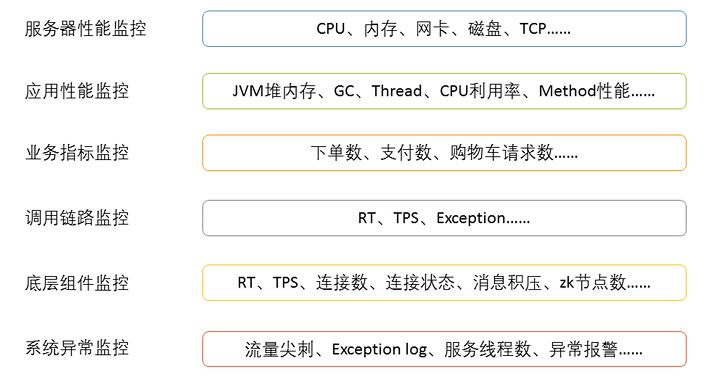 服务器性能监控 CPU、内存、网卡、磁盘、TCP......
应用性能监控 JVM堆内存、GC、Thread、CPU利用率、Method性能......
业务指标监控 下单数、支付数、购物车请求数......
调用链路监控 RT、TPS、Exception......
底层组件监控 RT、TPS、连接数、连接状态、消息积压、zk节点数......
系统异常监控 流量尖刺、Exception log、服务线程数、异常报警......